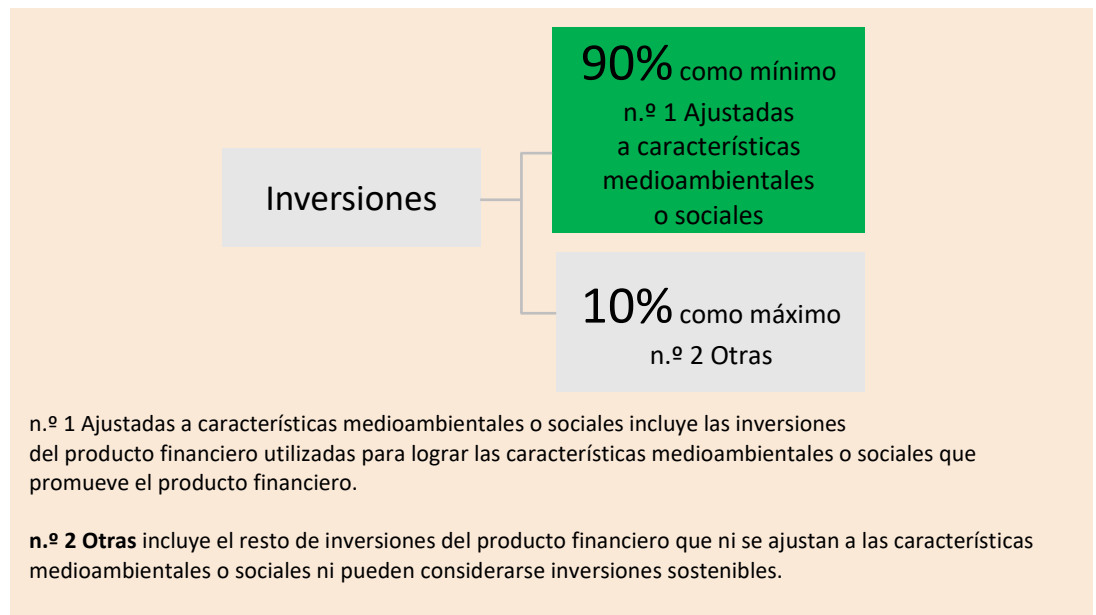 90% como mínimo
n.º 1 Ajustadas
a características
medioambientales
o sociales
Inversiones
10% como máximo
n.º 2 Otras
n.º 1 Ajustadas a características medioambientales o sociales incluye las inversiones
del producto financiero utilizadas para lograr las características medioambientales o sociales que
promueve el producto financiero.
n.º 2 Otras incluye el resto de inversiones del producto financiero que ni se ajustan a las características
medioambientales o sociales ni pueden considerarse inversiones sostenibles.